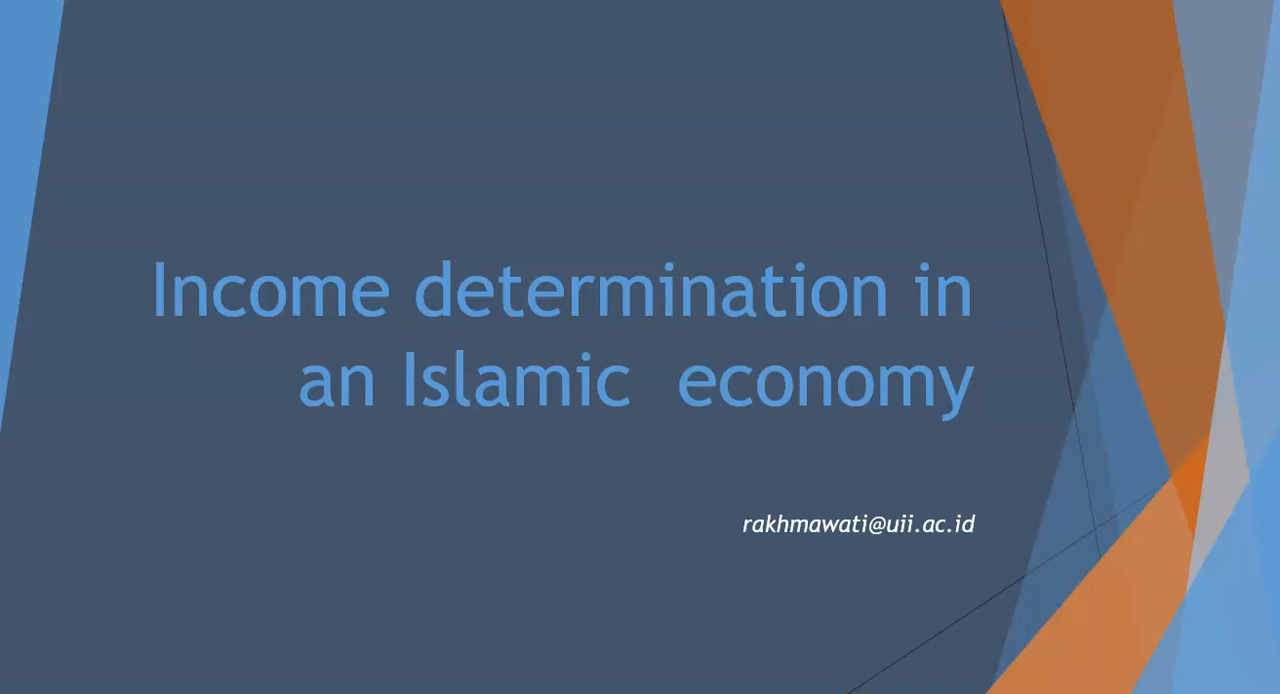 Income determination in
an Islamic  economy
rakhmawati@uii.ac.id